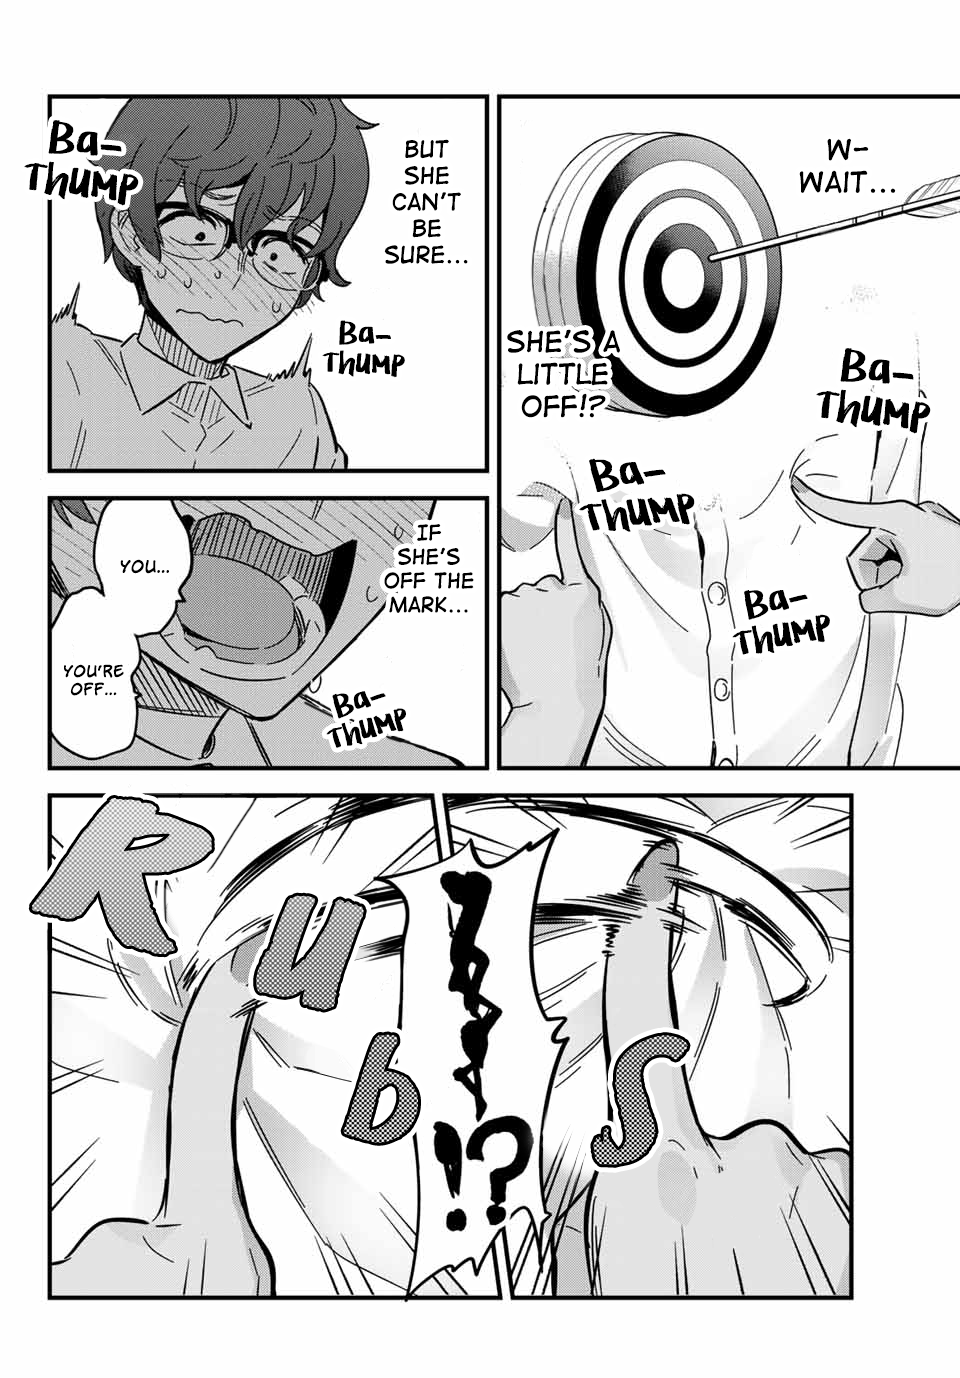 W-
WAIT...
SHE'S A
LITTLE
OFF!?
Ba-
Thump
Ba-
Thump
Ba-
Thump
BUT
SHE
CAN'T
BE
SURE...
Ba-
Thump
Ba-
Thump
IF
SHE'S
OFF THE
MARK...
YOU...
YOU'RE
OFF...
Ba-
Thump
Rubs
!?